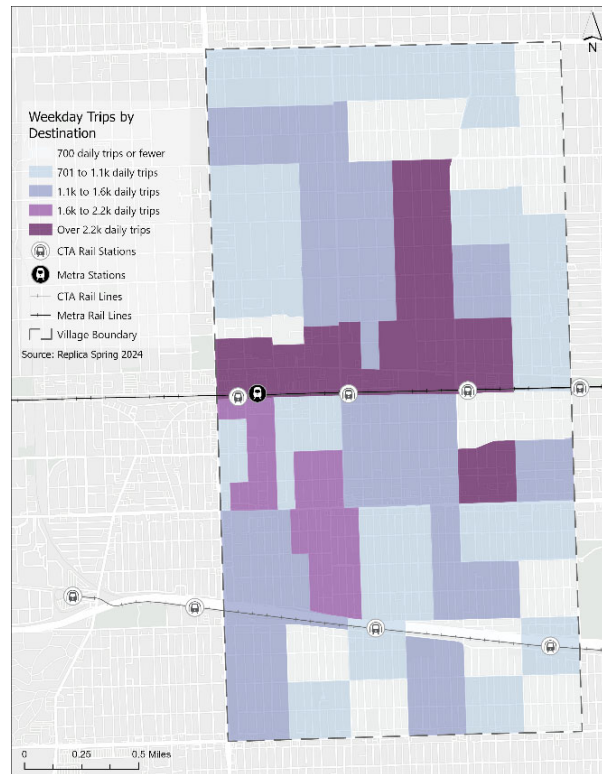 N
Weekday Trips by
Destination
700 daily trips or fewer
701 to 1.1k daily trips
1.1k to 1.6k daily trips
1.6k to 2.2k daily trips
Over 2.2k daily trips
CTA Rail Stations
Metra Stations
CTA Rail Lines
Metra Rail Lines
Village Boundary
Source: Replica Spring 2024
0 0.25 0.5 Miles